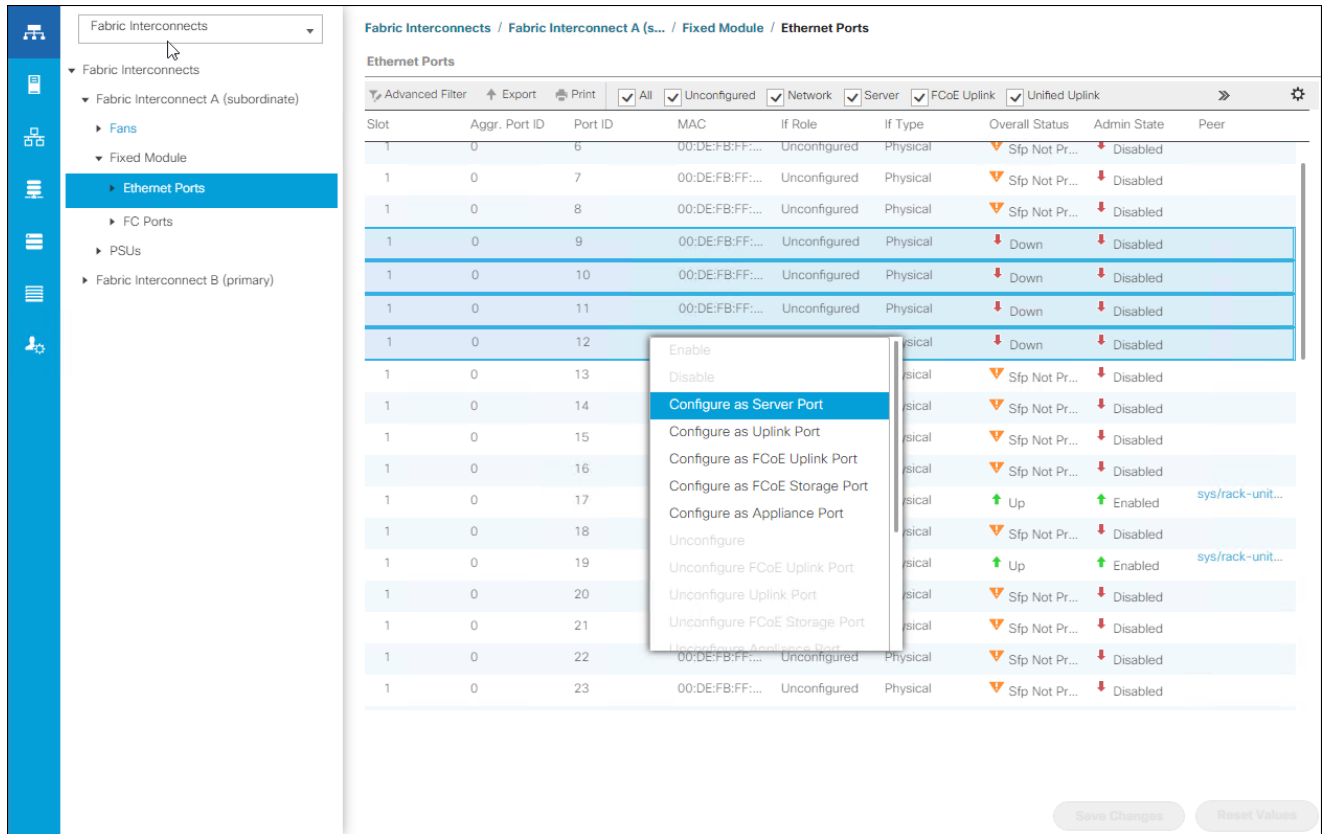 Fabric Interconnects
Fabric Interconnects
Fabric Interconnect A (subordinate)
Fans
Fixed Module
Ethernet Ports
FC Ports
PSUs
Fabric Interconnect B (primary)
Fabric Interconnects / Fabric Interconnect A (s... / Fixed Module / Ethernet Ports
Ethernet Ports
Advanced Filter Export Print All Unconfigured Network Server FCoE Uplink Unified Uplink
Slot Aggr. Port ID Port ID MAC If Role If Type Overall Status Admin State Peer
1 0 6 00:DE:FB:FF:... Unconfigured Physical Sfp Not Pr... Disabled
1 0 7 00:DE:FB:FF:... Unconfigured Physical Sfp Not Pr... Disabled
1 0 8 00:DE:FB:FF:... Unconfigured Physical Sfp Not Pr... Disabled
1 0 9 00:DE:FB:FF:... Unconfigured Physical Down Disabled
1 0 10 00:DE:FB:FF:... Unconfigured Physical Down Disabled
1 0 11 00:DE:FB:FF:... Unconfigured Physical Down Disabled
1 0 12 ysical Down Disabled
1 0 13 ysical Sfp Not Pr... Disabled
1 0 14 ysical Sfp Not Pr... Disabled
1 0 15 ysical Sfp Not Pr... Disabled
1 0 16 ysical Sfp Not Pr... Disabled
1 0 17 ysical Up Enabled sys/rack-unit...
1 0 18 ysical Sfp Not Pr... Disabled
1 0 19 ysical Up Enabled sys/rack-unit...
1 0 20 ysical Sfp Not Pr... Disabled
1 0 21 ysical Sfp Not Pr... Disabled
1 0 22 00:DE:FB:FF:... Unconfigured Physical Sfp Not Pr... Disabled
1 0 23 00:DE:FB:FF:... Unconfigured Physical Sfp Not Pr... Disabled
Enable
Disable
Configure as Server Port
Configure as Uplink Port
Configure as FCoE Uplink Port
Configure as FCoE Storage Port
Configure as Appliance Port
Unconfigure
Unconfigure FCoE Uplink Port
Unconfigure Uplink Port
Unconfigure FCoE Storage Port
Unconfigure Appliance Port
Save Changes Reset Values